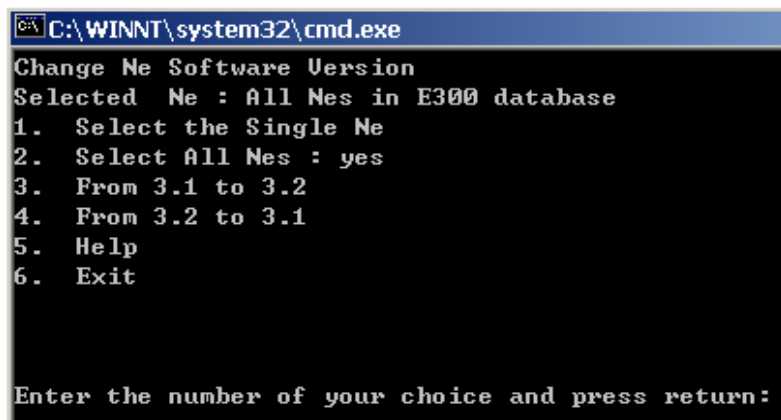 C:\WINNT\system32\cmd.exe
Change Ne Software Version
Selected  Ne : All Nes in E300 database
1.  Select the Single Ne
2.  Select All Nes : yes
3.  From 3.1 to 3.2
4.  From 3.2 to 3.1
5.  Help
6.  Exit
Enter the number of your choice and press return: